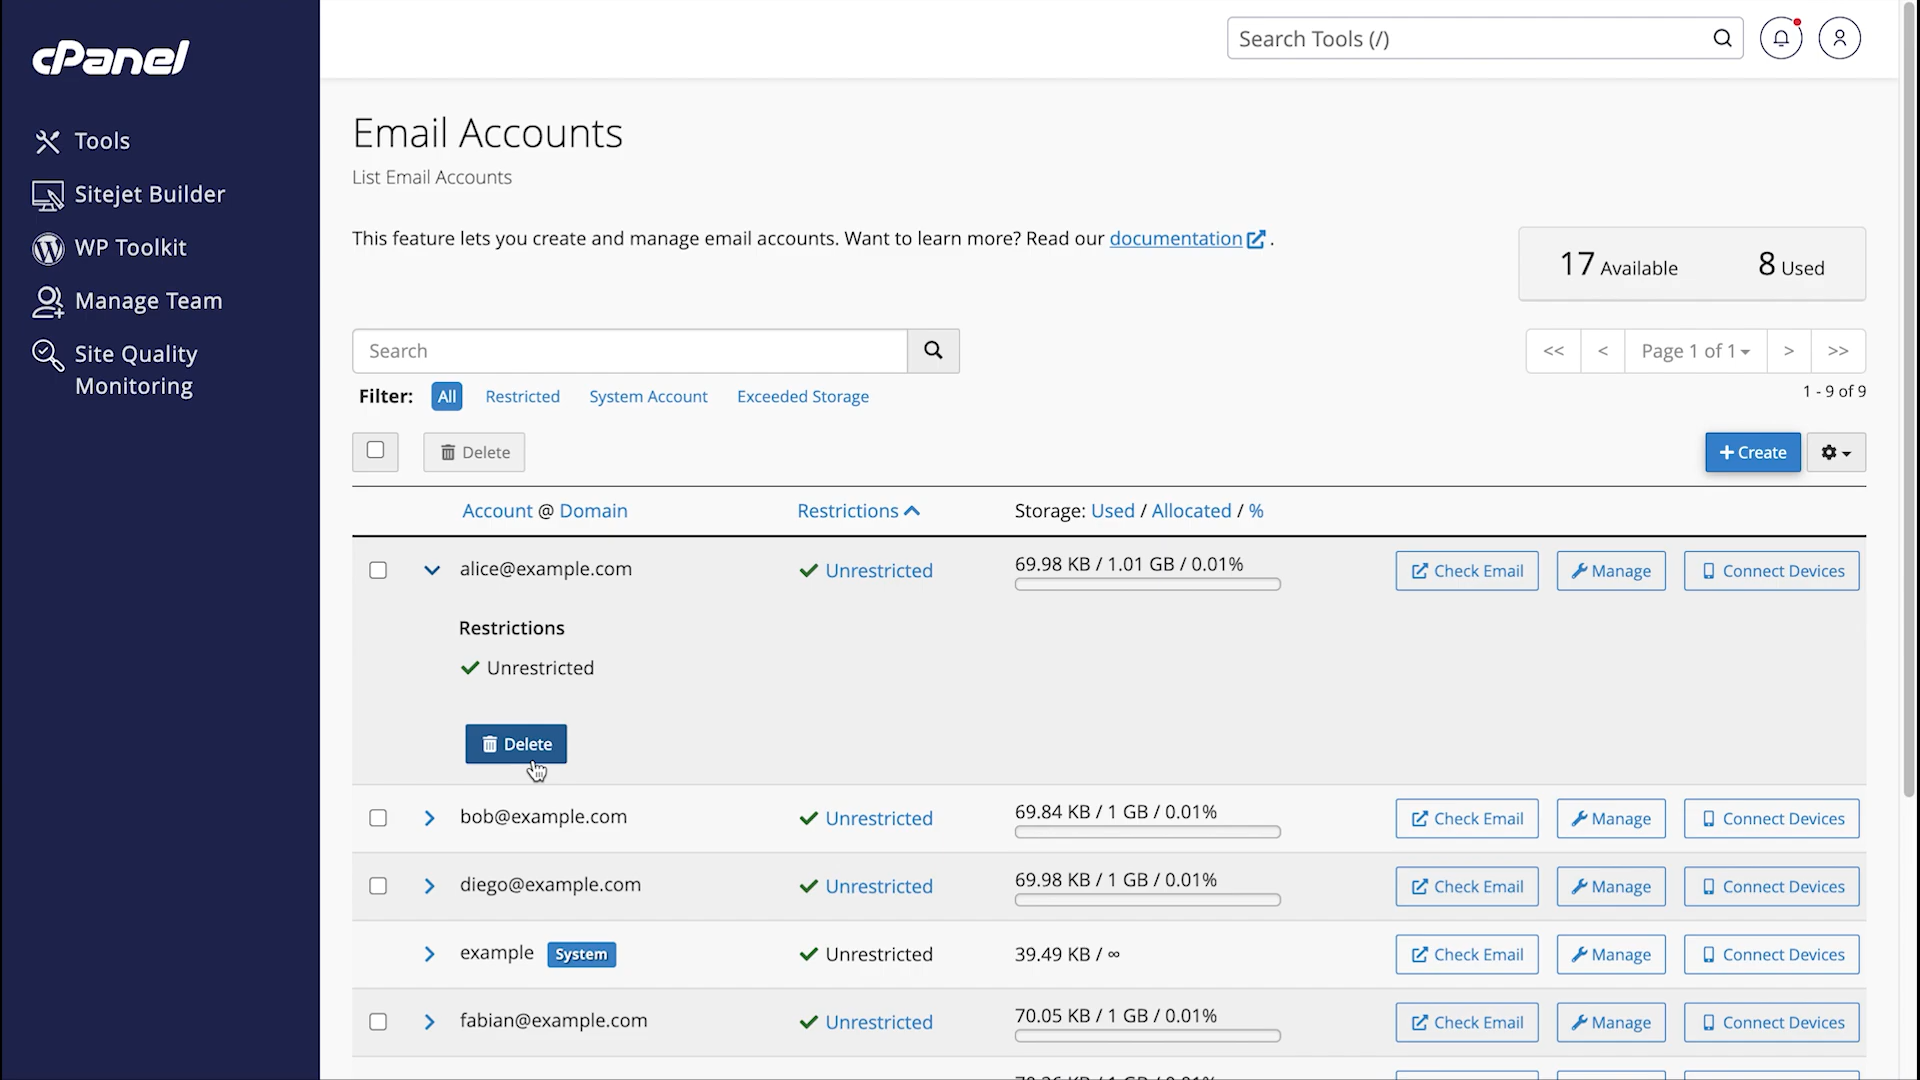 cPanel
Search Tools (/)
Tools
Sitejet Builder
WP Toolkit
Manage Team
Site Quality
Monitoring
Email Accounts
List Email Accounts
This feature lets you create and manage email accounts. Want to learn more? Read our documentation .
17 Available 8 Used
Search
<< < Page 1 of 1 > >>
Filter: All Restricted System Account Exceeded Storage
1 - 9 of 9
Delete
+ Create
Account @ Domain Restrictions Storage: Used / Allocated / %
alice@example.com Unrestricted 69.98 KB / 1.01 GB / 0.01% Check Email Manage Connect Devices
Restrictions
Unrestricted
Delete
bob@example.com Unrestricted 69.84 KB / 1 GB / 0.01% Check Email Manage Connect Devices
diego@example.com Unrestricted 69.98 KB / 1 GB / 0.01% Check Email Manage Connect Devices
example System Unrestricted 39.49 KB / ∞ Check Email Manage Connect Devices
fabian@example.com Unrestricted 70.05 KB / 1 GB / 0.01% Check Email Manage Connect Devices